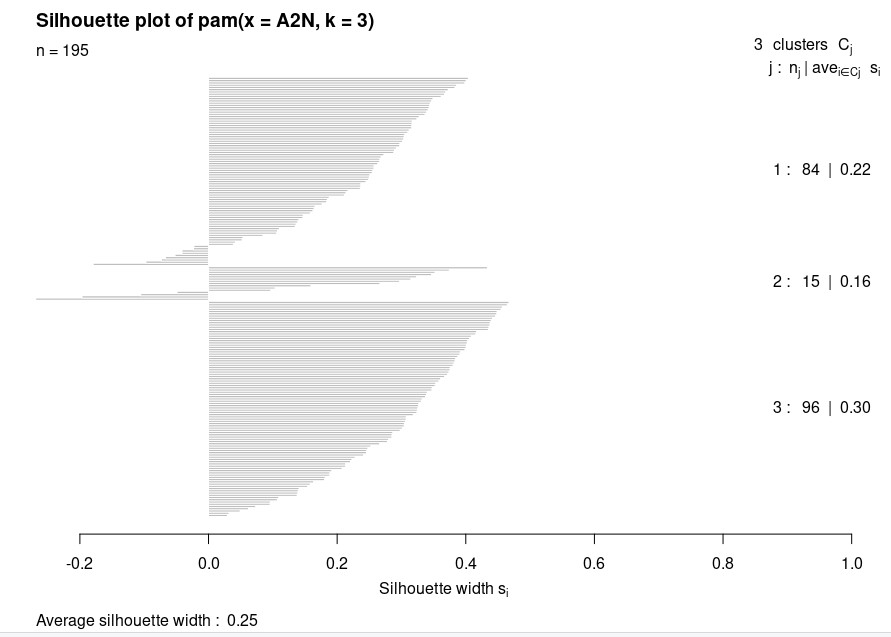 Silhouette plot of pam(x = A2N, k = 3)
n = 195
3 clusters Cj
j : nj | avei∈Cj si
1 : 84 | 0.22
2 : 15 | 0.16
3 : 96 | 0.30
-0.2 0.0 0.2 0.4 0.6 0.8 1.0
Silhouette width si
Average silhouette width : 0.25